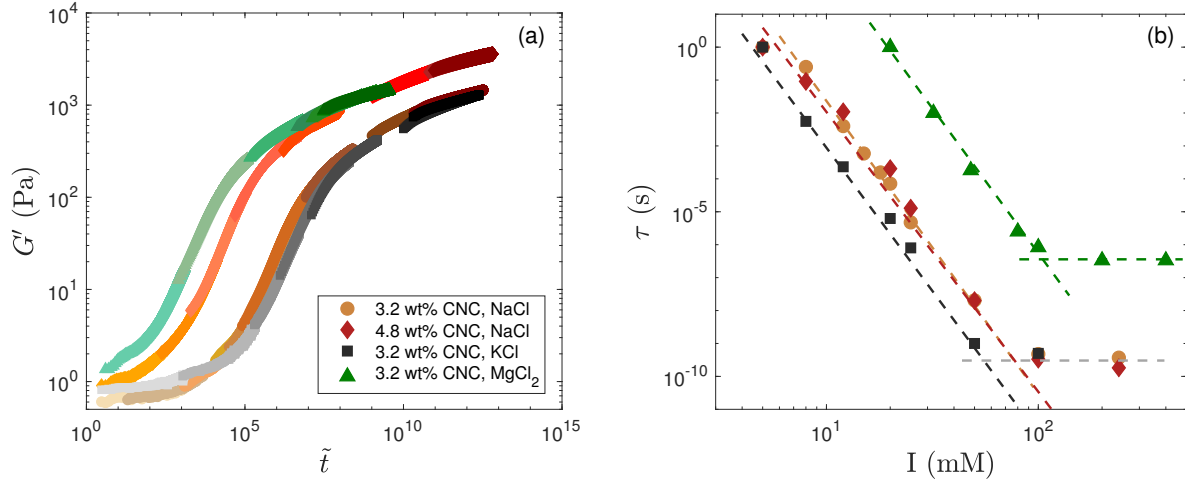 (a)
10^4
10^3
10^2
10^1
10^0
G′ (Pa)
3.2 wt% CNC, NaCl
4.8 wt% CNC, NaCl
3.2 wt% CNC, KCl
3.2 wt% CNC, MgCl_2
10^0 10^5 10^10 10^15
t̃
(b)
10^0
10^-5
10^-10
τ (s)
10^1 10^2
I (mM)